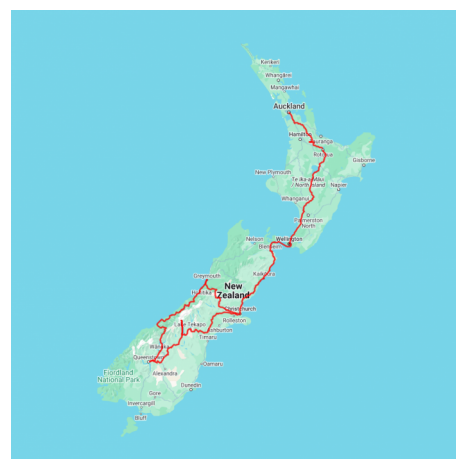 Kerikeri
Whangārei
Mangawhai
Auckland
Hamilton
auranga
Rotorua
Gisborne
New Plymouth
Te Ika-a-Māui
/ North Island
Napier
Whanganui
Palmerston
North
Nelson
Wellington
Blenheim
Kaikōura
Greymouth
New
Zealand
Hokitika
Christchurch
Rolleston
Lake Tekapo
Ashburton
Timaru
Wānaka
Queenstown
Oamaru
Fiordland
National Park
Alexandra
Dunedin
Gore
Invercargill
Bluff